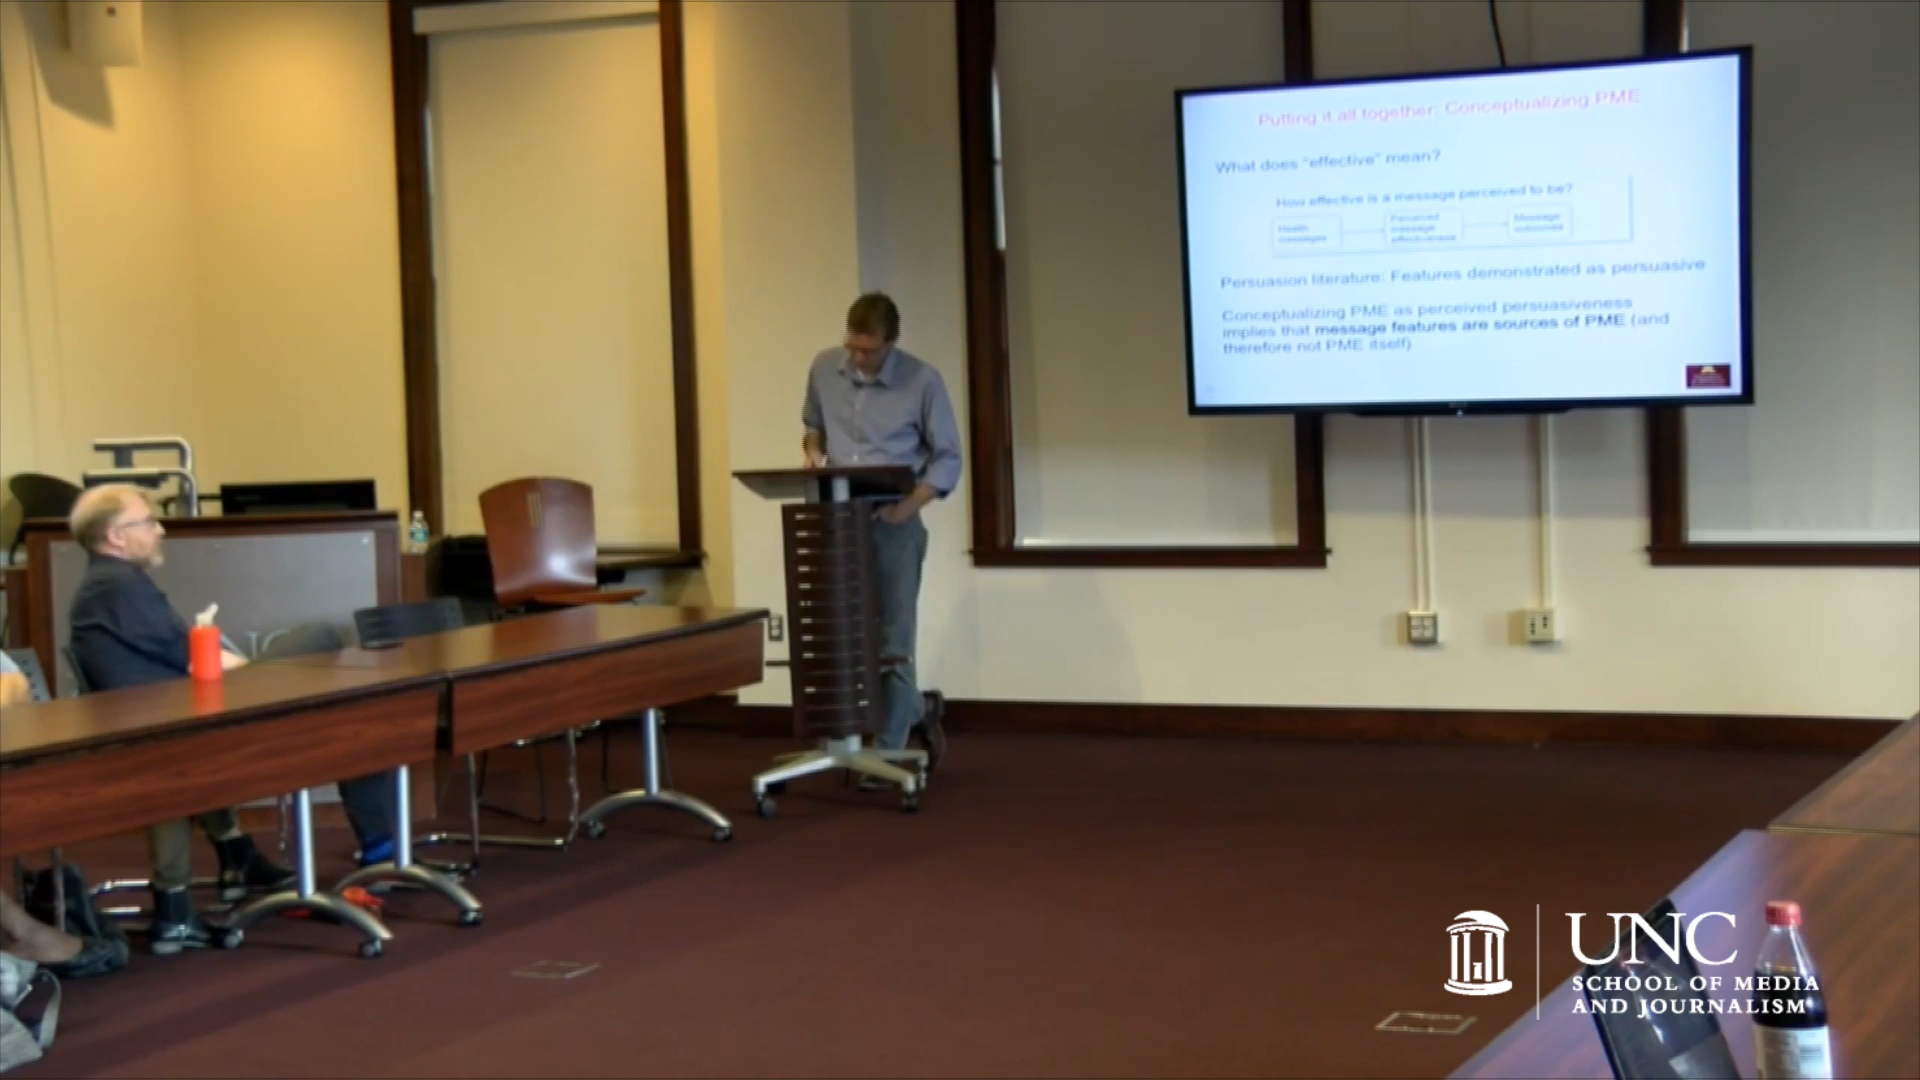 Putting it all together: Conceptualizing PME
What does "effective" mean?
How effective is a message perceived to be?
Health
messages
Perceived
message
effectiveness
Message
outcomes
Persuasion literature: Features demonstrated as persuasive
Conceptualizing PME as perceived persuasiveness
implies that message features are sources of PME (and
therefore not PME itself)
UNC
SCHOOL OF MEDIA
AND JOURNALISM